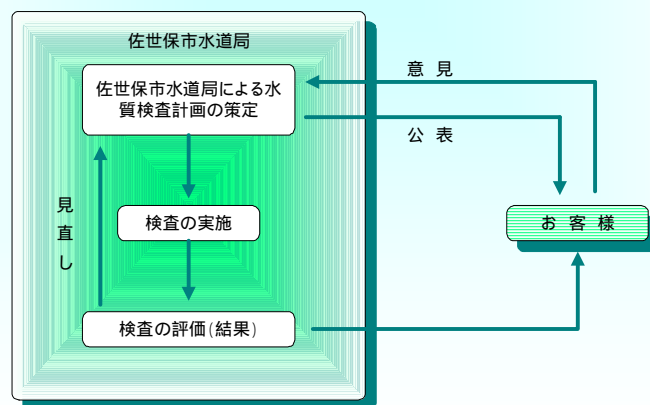 佐世保市水道局
佐世保市水道局による水
質検査計画の策定
意見
公表
見直し
検査の実施
お客様
検査の評価(結果)